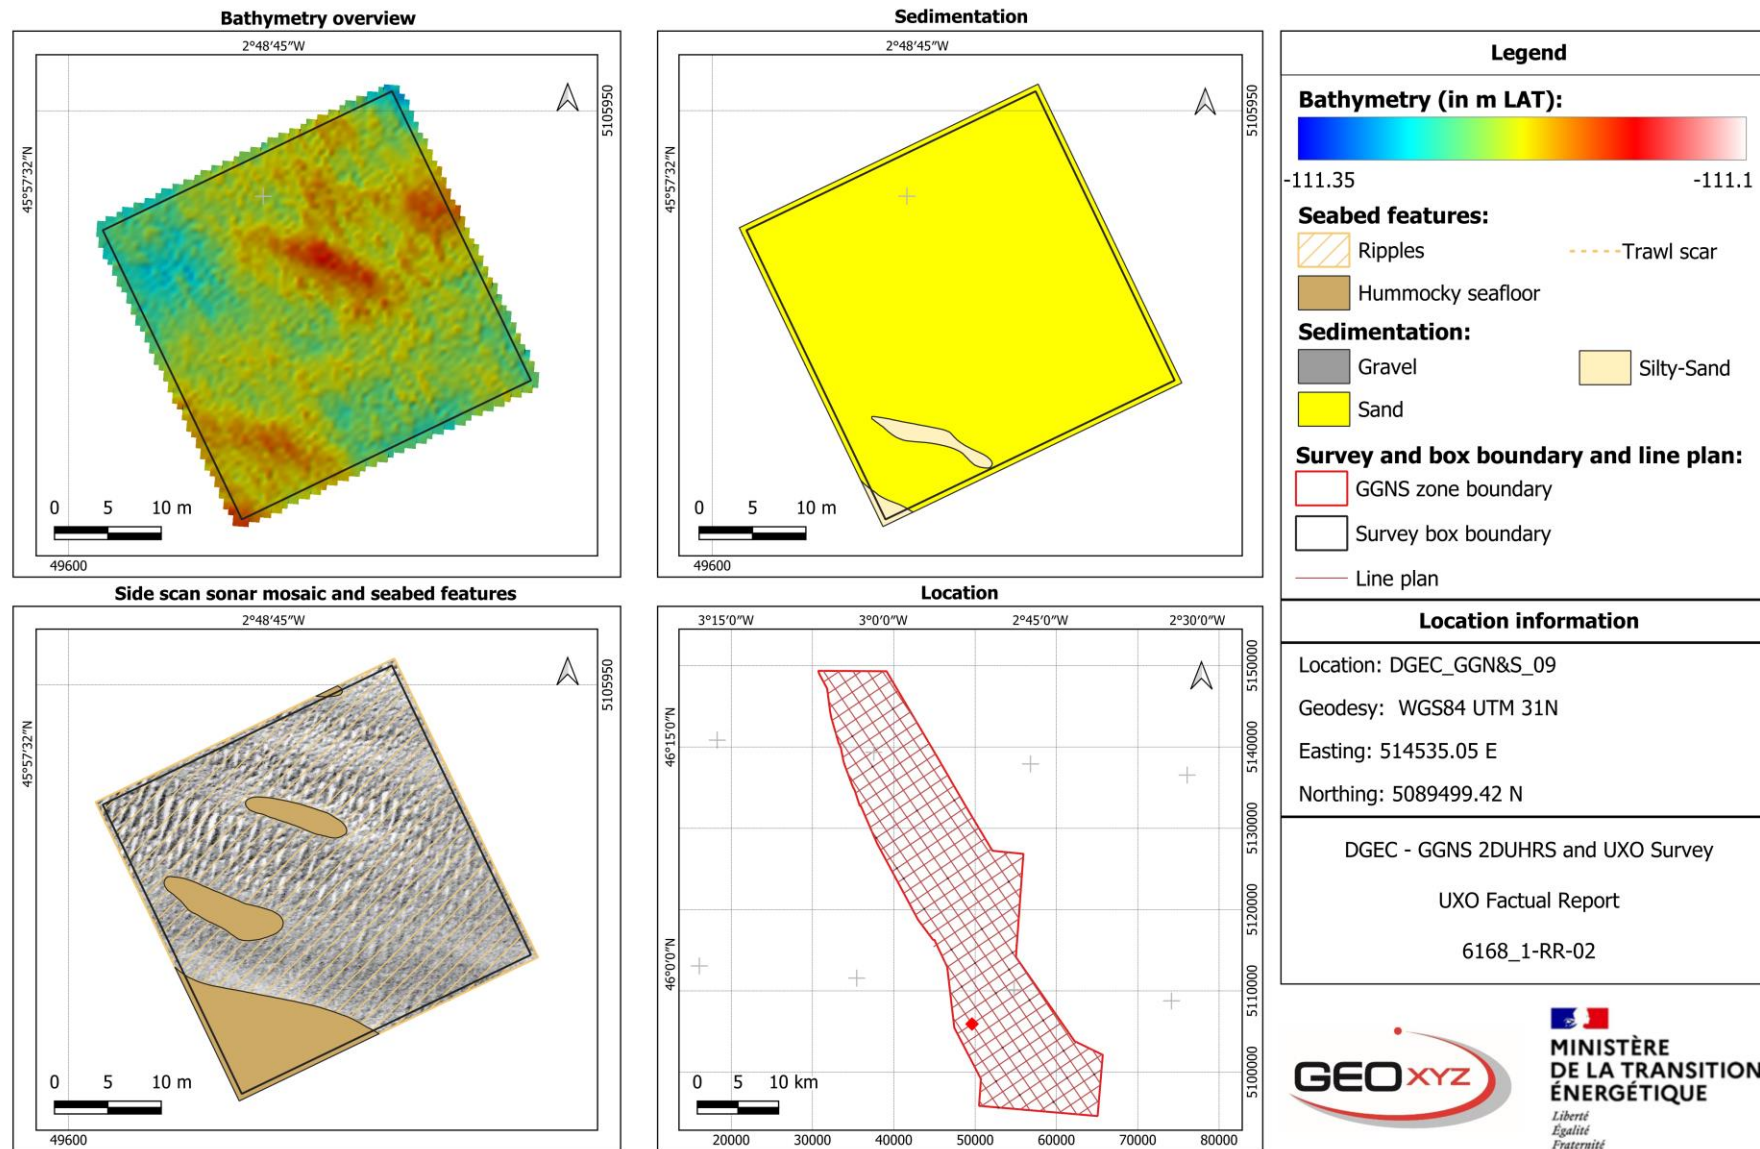 Bathymetry overview
2°48'45"W
45°57'32"N
5105950
0 5 10 m
49600
Sedimentation
2°48'45"W
45°57'32"N
5105950
0 5 10 m
49600
Side scan sonar mosaic and seabed features
2°48'45"W
45°57'32"N
5105950
0 5 10 m
49600
Location
3°15'0"W 3°0'0"W 2°45'0"W 2°30'0"W
46°15'0"N
46°0'0"N
5150000
5140000
5130000
5120000
5110000
5100000
0 5 10 km
20000 30000 40000 50000 60000 70000 80000
Legend
Bathymetry (in m LAT):
-111.35 -111.1
Seabed features:
Ripples Trawl scar
Hummocky seafloor
Sedimentation:
Gravel Silty-Sand
Sand
Survey and box boundary and line plan:
GGNS zone boundary
Survey box boundary
Line plan
Location information
Location: DGEC_GGN&S_09
Geodesy: WGS84 UTM 31N
Easting: 514535.05 E
Northing: 5089499.42 N
DGEC - GGNS 2DUHRS and UXO Survey
UXO Factual Report
6168_1-RR-02
GEO XYZ
MINISTÈRE
DE LA TRANSITION
ÉNERGÉTIQUE
Liberté
Égalité
Fraternité